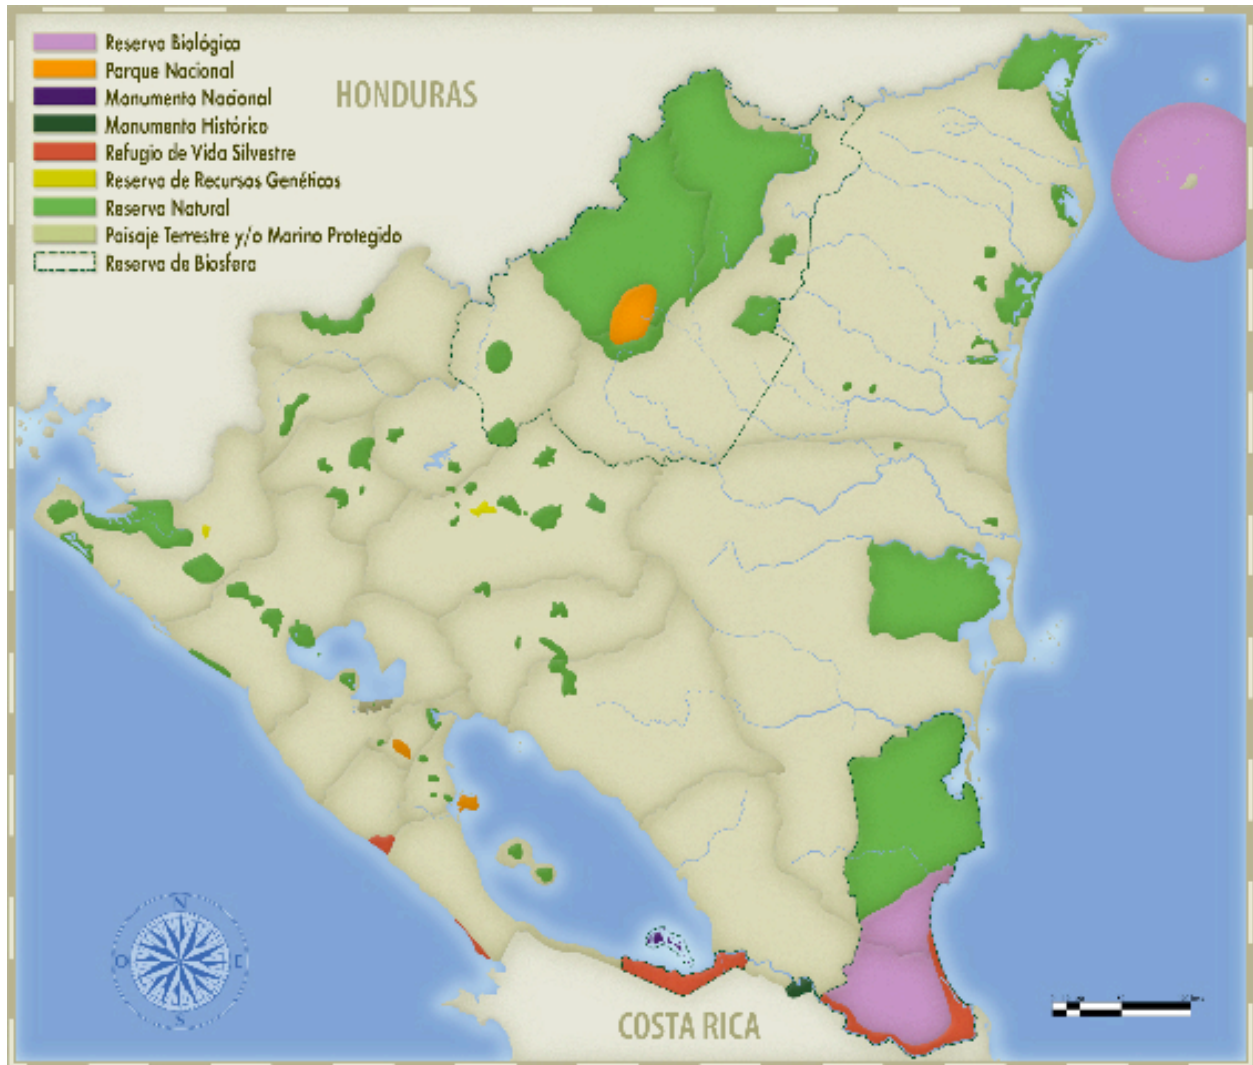 Reserva Biológica
Parque Nacional
Monumento Nacional
Monumento Histórico
Refugio de Vida Silvestre
Reserva de Recursos Genéticos
Reserva Natural
Paisaje Terrestre y/o Marino Protegido
Reserva de Biosfera
HONDURAS
COSTA RICA
N
O
E
S